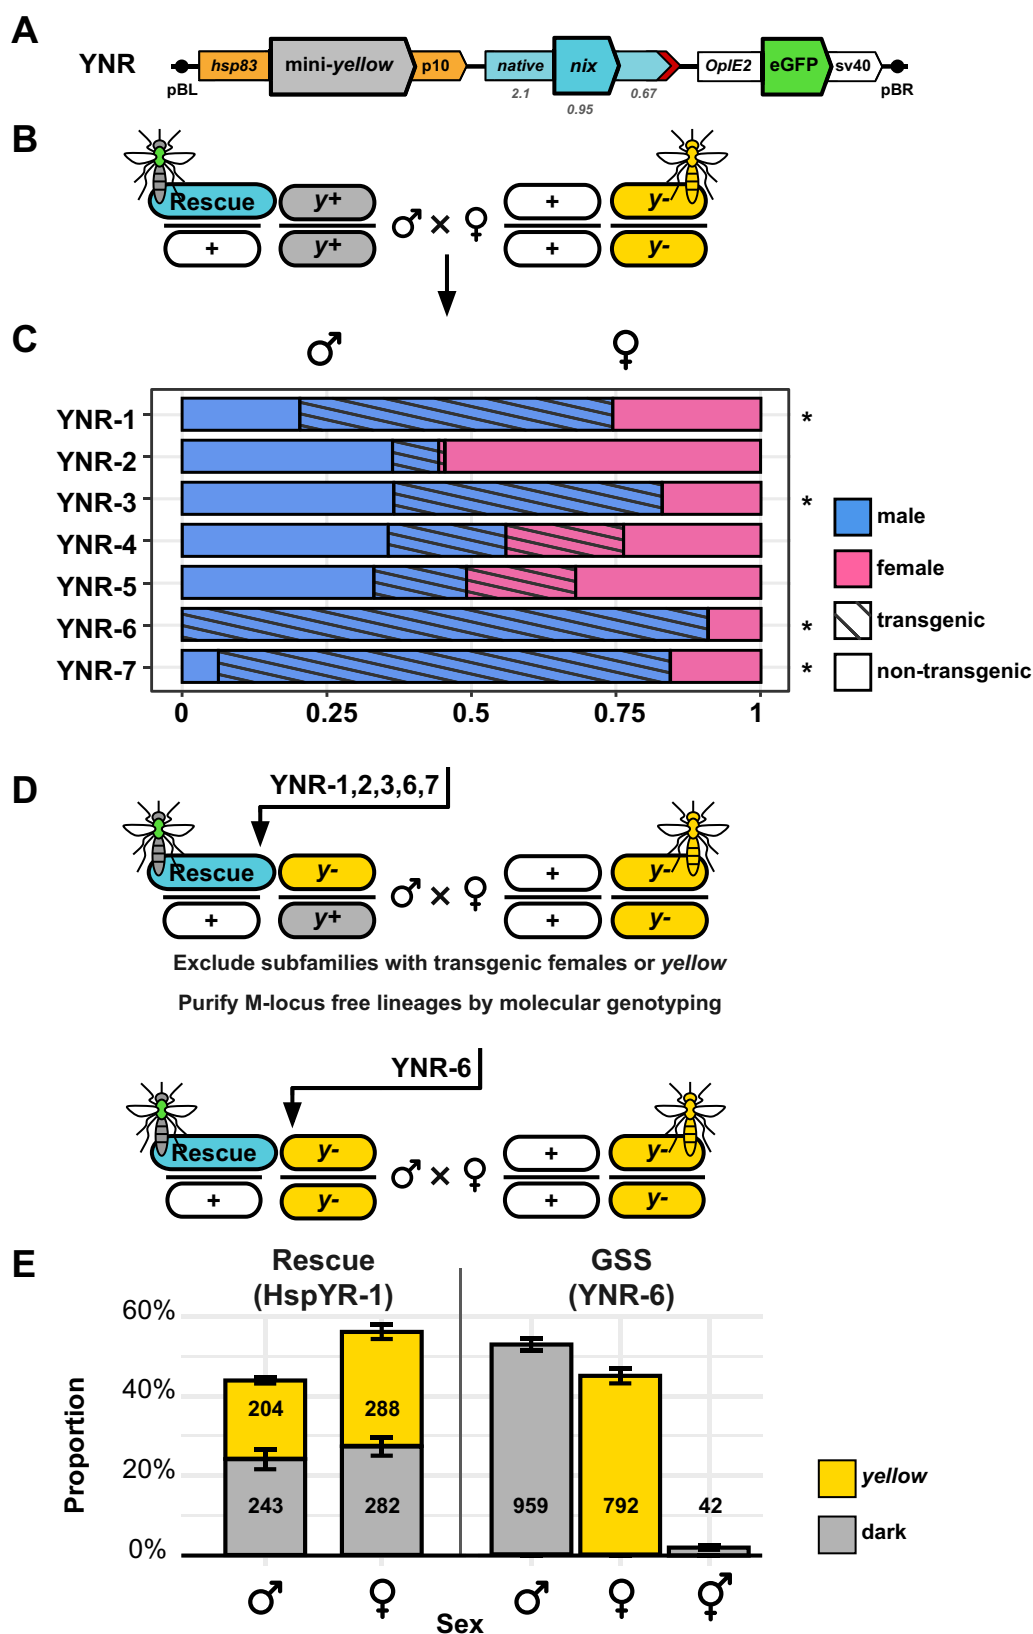 A
YNR
hsp83 mini-yellow p10 native nix OpIE2 eGFP sv40
pBL 2.1 0.95 0.67 pBR
B
Rescue y+ + y-
+ y+ ♂ × ♀ + y-
C
♂ ♀
YNR-1 *
YNR-2
YNR-3 *
YNR-4
YNR-5
YNR-6 *
YNR-7 *
0 0.25 0.5 0.75 1
male
female
transgenic
non-transgenic
D
YNR-1,2,3,6,7
Rescue y- + y-
+ y+ ♂ × ♀ + y-
Exclude subfamilies with transgenic females or yellow
Purify M-locus free lineages by molecular genotyping
YNR-6
Rescue y- + y-
+ y- ♂ × ♀ + y-
E
Rescue
(HspYR-1)
GSS
(YNR-6)
Proportion
60%
40%
20%
0%
204 288
243 282 959 792 42
♂ ♀ ♂ ♀ ⚥
Sex
yellow
dark